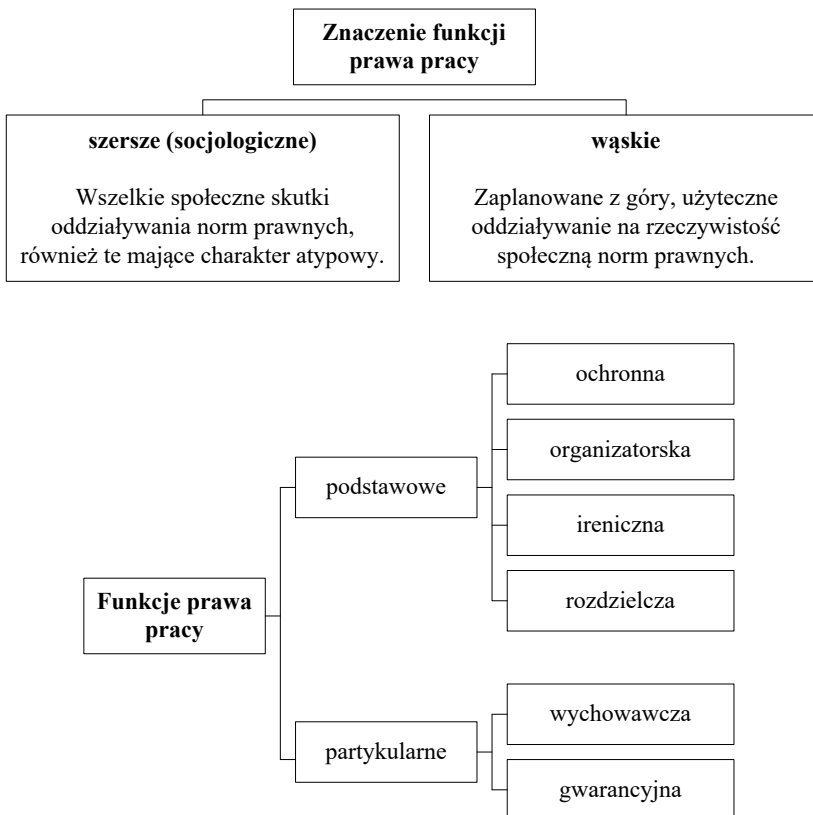 Znaczenie funkcji
prawa pracy
szersze (socjologiczne)
Wszelkie społeczne skutki
oddziaływania norm prawnych,
również te mające charakter atypowy.
wąskie
Zaplanowane z góry, użyteczne
oddziaływanie na rzeczywistość
społeczną norm prawnych.
Funkcje prawa
pracy
podstawowe
ochronna
organizatorska
ireniczna
rozdzielcza
partykularne
wychowawcza
gwarancyjna